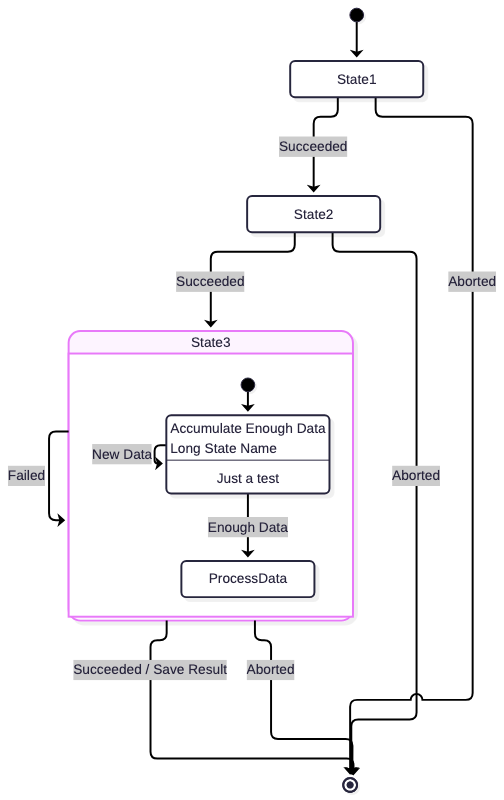 State1
Succeeded
State2
Succeeded
Aborted
State3
Accumulate Enough Data
Long State Name
New Data
Just a test
Failed
Aborted
Enough Data
ProcessData
Succeeded / Save Result
Aborted